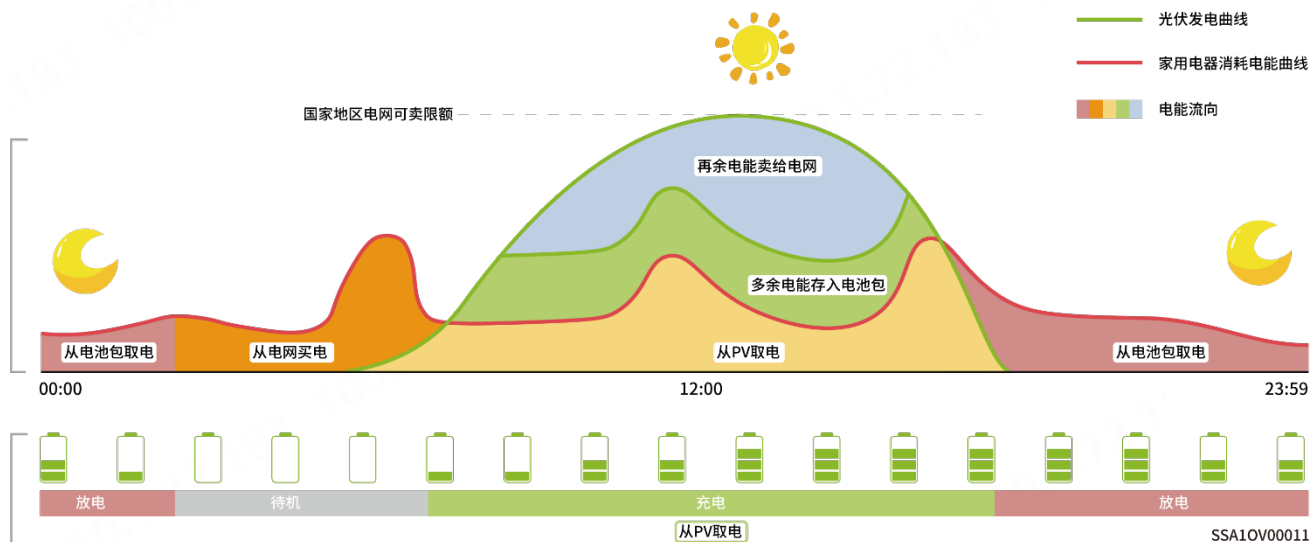 光伏发电曲线
家用电器消耗电能曲线
电能流向
国家地区电网可卖限额
再余电能卖给电网
多余电能存入电池包
从电池包取电
从电网买电
从PV取电
从电池包取电
00:00
12:00
23:59
放电
待机
充电
放电
从PV取电
SSA1OV00011